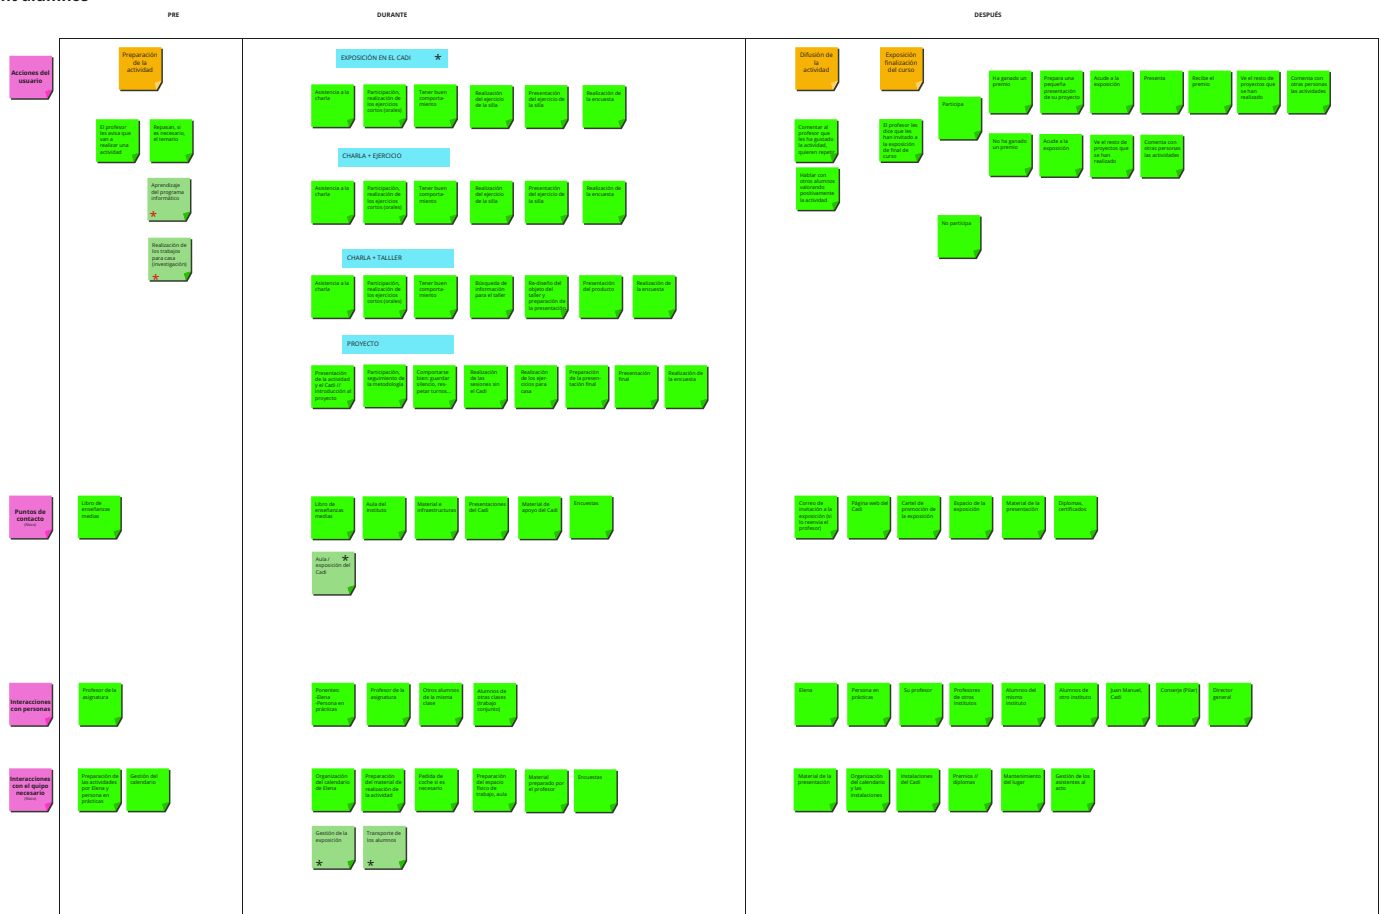 PRE
DURANTE
DESPUÉS
Acciones del
usuario
Preparación
de la
actividad
El profesor
les avisa que
van a
realizar una
actividad
Repasan, si
es necesario,
el temario
Aprendizaje
del programa
informático
*
Realización de
los trabajos
para casa
(investigación)
*
EXPOSICIÓN EN EL CADI *
Asistencia a la
charla
Participación,
realización de
los ejercicios
cortos (orales)
Tener buen
comporta-
miento
Realización
del ejercicio
de la silla
Presentación
del ejercicio de
la silla
Realización de
la encuesta
CHARLA + EJERCICIO
Asistencia a la
charla
Participación,
realización de
los ejercicios
cortos (orales)
Tener buen
comporta-
miento
Realización
del ejercicio
de la silla
Presentación
del ejercicio de
la silla
Realización de
la encuesta
CHARLA + TALLLER
Asistencia a la
charla
Participación,
realización de
los ejercicios
cortos (orales)
Tener buen
comporta-
miento
Búsqueda de
información
para el taller
Re-diseño del
objeto del
taller y
preparación de
la presentación
Presentación
del producto
Realización de
la encuesta
PROYECTO
Presentación
de la actividad
y el Cadi //
introducción al
proyecto
Participación,
seguimiento de
la metodología
Comportarse
bien: guardar
silencio, res-
petar turnos...
Realización
de las
sesiones sin
el Cadi
Realización
de los ejer-
cicios para
casa
Preparación
de la presen-
tación final
Presentación
final
Realización de
la encuesta
Difusión de
la
actividad
Exposición
finalización
del curso
Comentar al
profesor que
les ha gustado
la actividad,
quieren repetir
Hablar con
otros alumnos
valorando
positivamente
la actividad
El profesor les
dice que les
han invitado a
la exposición
de final de
curso
Participa
No participa
Ha ganado un
premio
Prepara una
pequeña
presentación
de su proyecto
Acude a la
exposición
Presenta
Recibe el
premio
Ve el resto de
proyectos que
se han
realizado
Comenta con
otras personas
las actividades
No ha ganado
un premio
Acude a la
exposición
Ve el resto de
proyectos que
se han
realizado
Comenta con
otras personas
las actividades
Puntos de
contacto
Libro de
enseñanzas
medias
Libro de
enseñanzas
medias
Aula del
instituto
Material e
infraestructuras
Presentaciones
del Cadi
Material de
apoyo del Cadi
Encuestas
Aula / *
exposición del
Cadi
Correo de
invitación a la
exposición (si
lo reenvia el
profesor)
Página web del
Cadi
Cartel de
promoción de
la exposición
Espacio de la
exposición
Material de la
presentación
Diplomas,
certificados
Interacciones
con personas
Profesor de la
asignatura
Ponentes:
-Elena
-Persona en
prácticas
Profesor de la
asignatura
Otros alumnos
de la misma
clase
Alumnos de
otras clases
(trabajo
conjunto)
Elena
Persona en
prácticas
Su profesor
Profesores
de otros
institutos
Alumnos del
mismo
instituto
Alumnos de
otro instituto
Juan Manuel,
Cadi
Conserje (Pilar)
Director
general
Interacciones
con el quipo
necesario
Preparación de
las actividades
por Elena y
persona en
prácticas
Gestión del
calendario
Organización
del calendario
de Elena
Preparación
del material de
realización de
la actividad
Pedida de
coche si es
necesario
Preparación
del espacio
físico de
trabajo, aula
Material
preparado por
el profesor
Encuestas
Gestión de la
exposición
*
Transporte de
los alumnos
*
Material de la
presentación
Organización
del calendario
y las
instalaciones
Instalaciones
del Cadi
Premios //
diplomas
Mantenimiento
del lugar
Gestión de los
asistentes al
acto